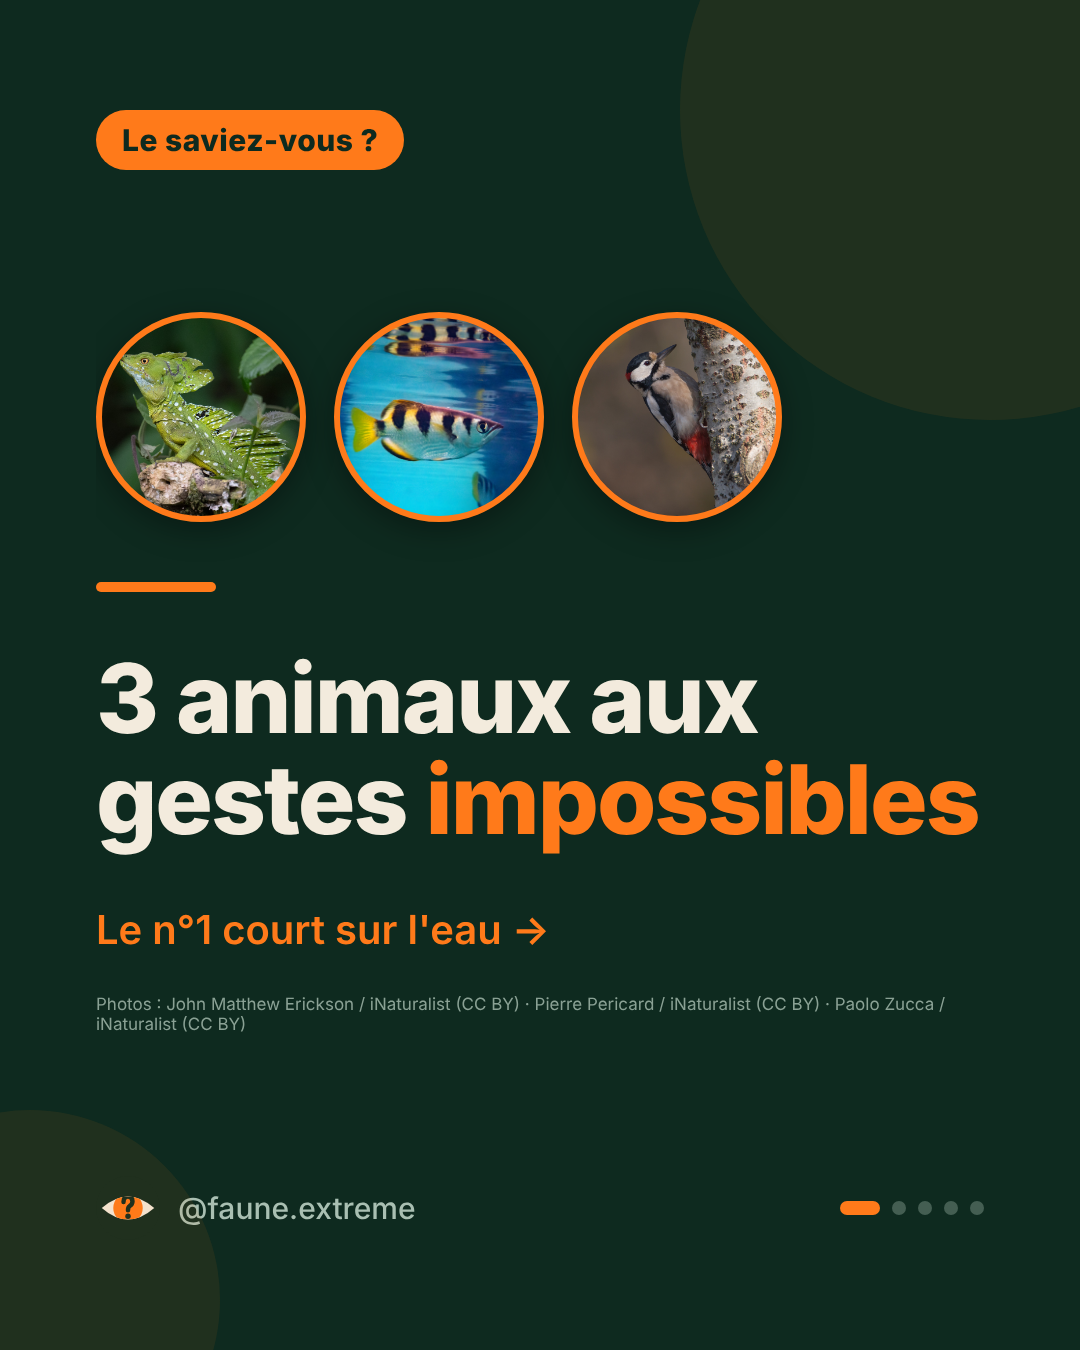 Le saviez-vous ?
3 animaux aux
gestes impossibles
Le n°1 court sur l'eau →
Photos : John Matthew Erickson / iNaturalist (CC BY) · Pierre Pericard / iNaturalist (CC BY) · Paolo Zucca /
iNaturalist (CC BY)
?
@faune.extreme